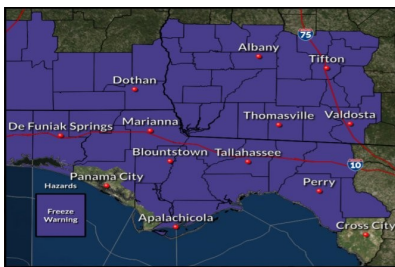 75
Albany
Tifton
Dothan
Thomasville
Valdosta
De Funiak Springs
Marianna
Blountstown
Tallahassee
10
Panama City
Perry
Hazards
Freeze
Warning
Apalachicola
Cross City